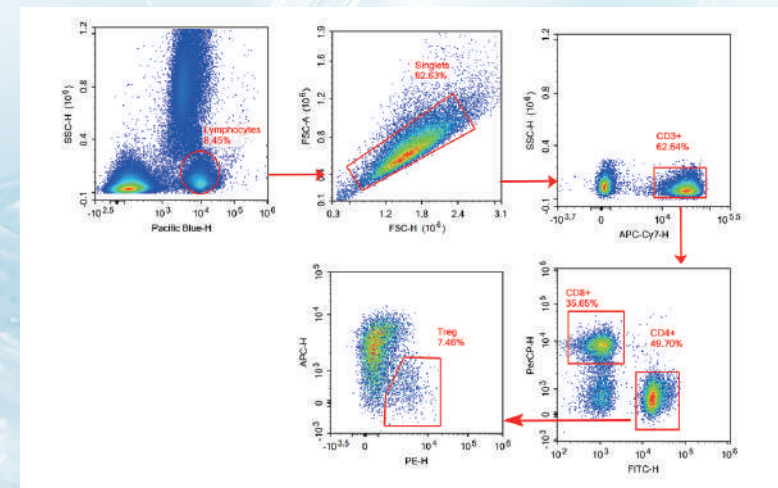 SSC-H (10⁶)
1.2
0.8
0.4
-0.1
Lymphocytes
8.45%
-10^2.5 10³ 10⁴ 10⁵ 10⁶
Pacific Blue-H
FSC-A (10⁶)
1.9
1.6
1.2
0.8
0.4
0.1
Singlets
92.63%
0.3 1.2 1.8 2.4 3.1
FSC-H (10⁶)
SSC-H (10⁶)
1.2
0.8
0.4
-0.1
CD3+
62.64%
-10^3.7 0 10⁴ 10^5.5
APC-Cy7-H
APC-H
10⁵
10⁴
10³
0
-10³
Treg
7.46%
-10^3.5 0 10³ 10⁴ 10⁵ 10⁶
PE-H
PerCP-H
10⁶
10⁵
10⁴
10³
0
-10³
CD8+
35.65%
CD4+
49.70%
10² 10³ 10⁴ 10⁵ 10⁶
FITC-H